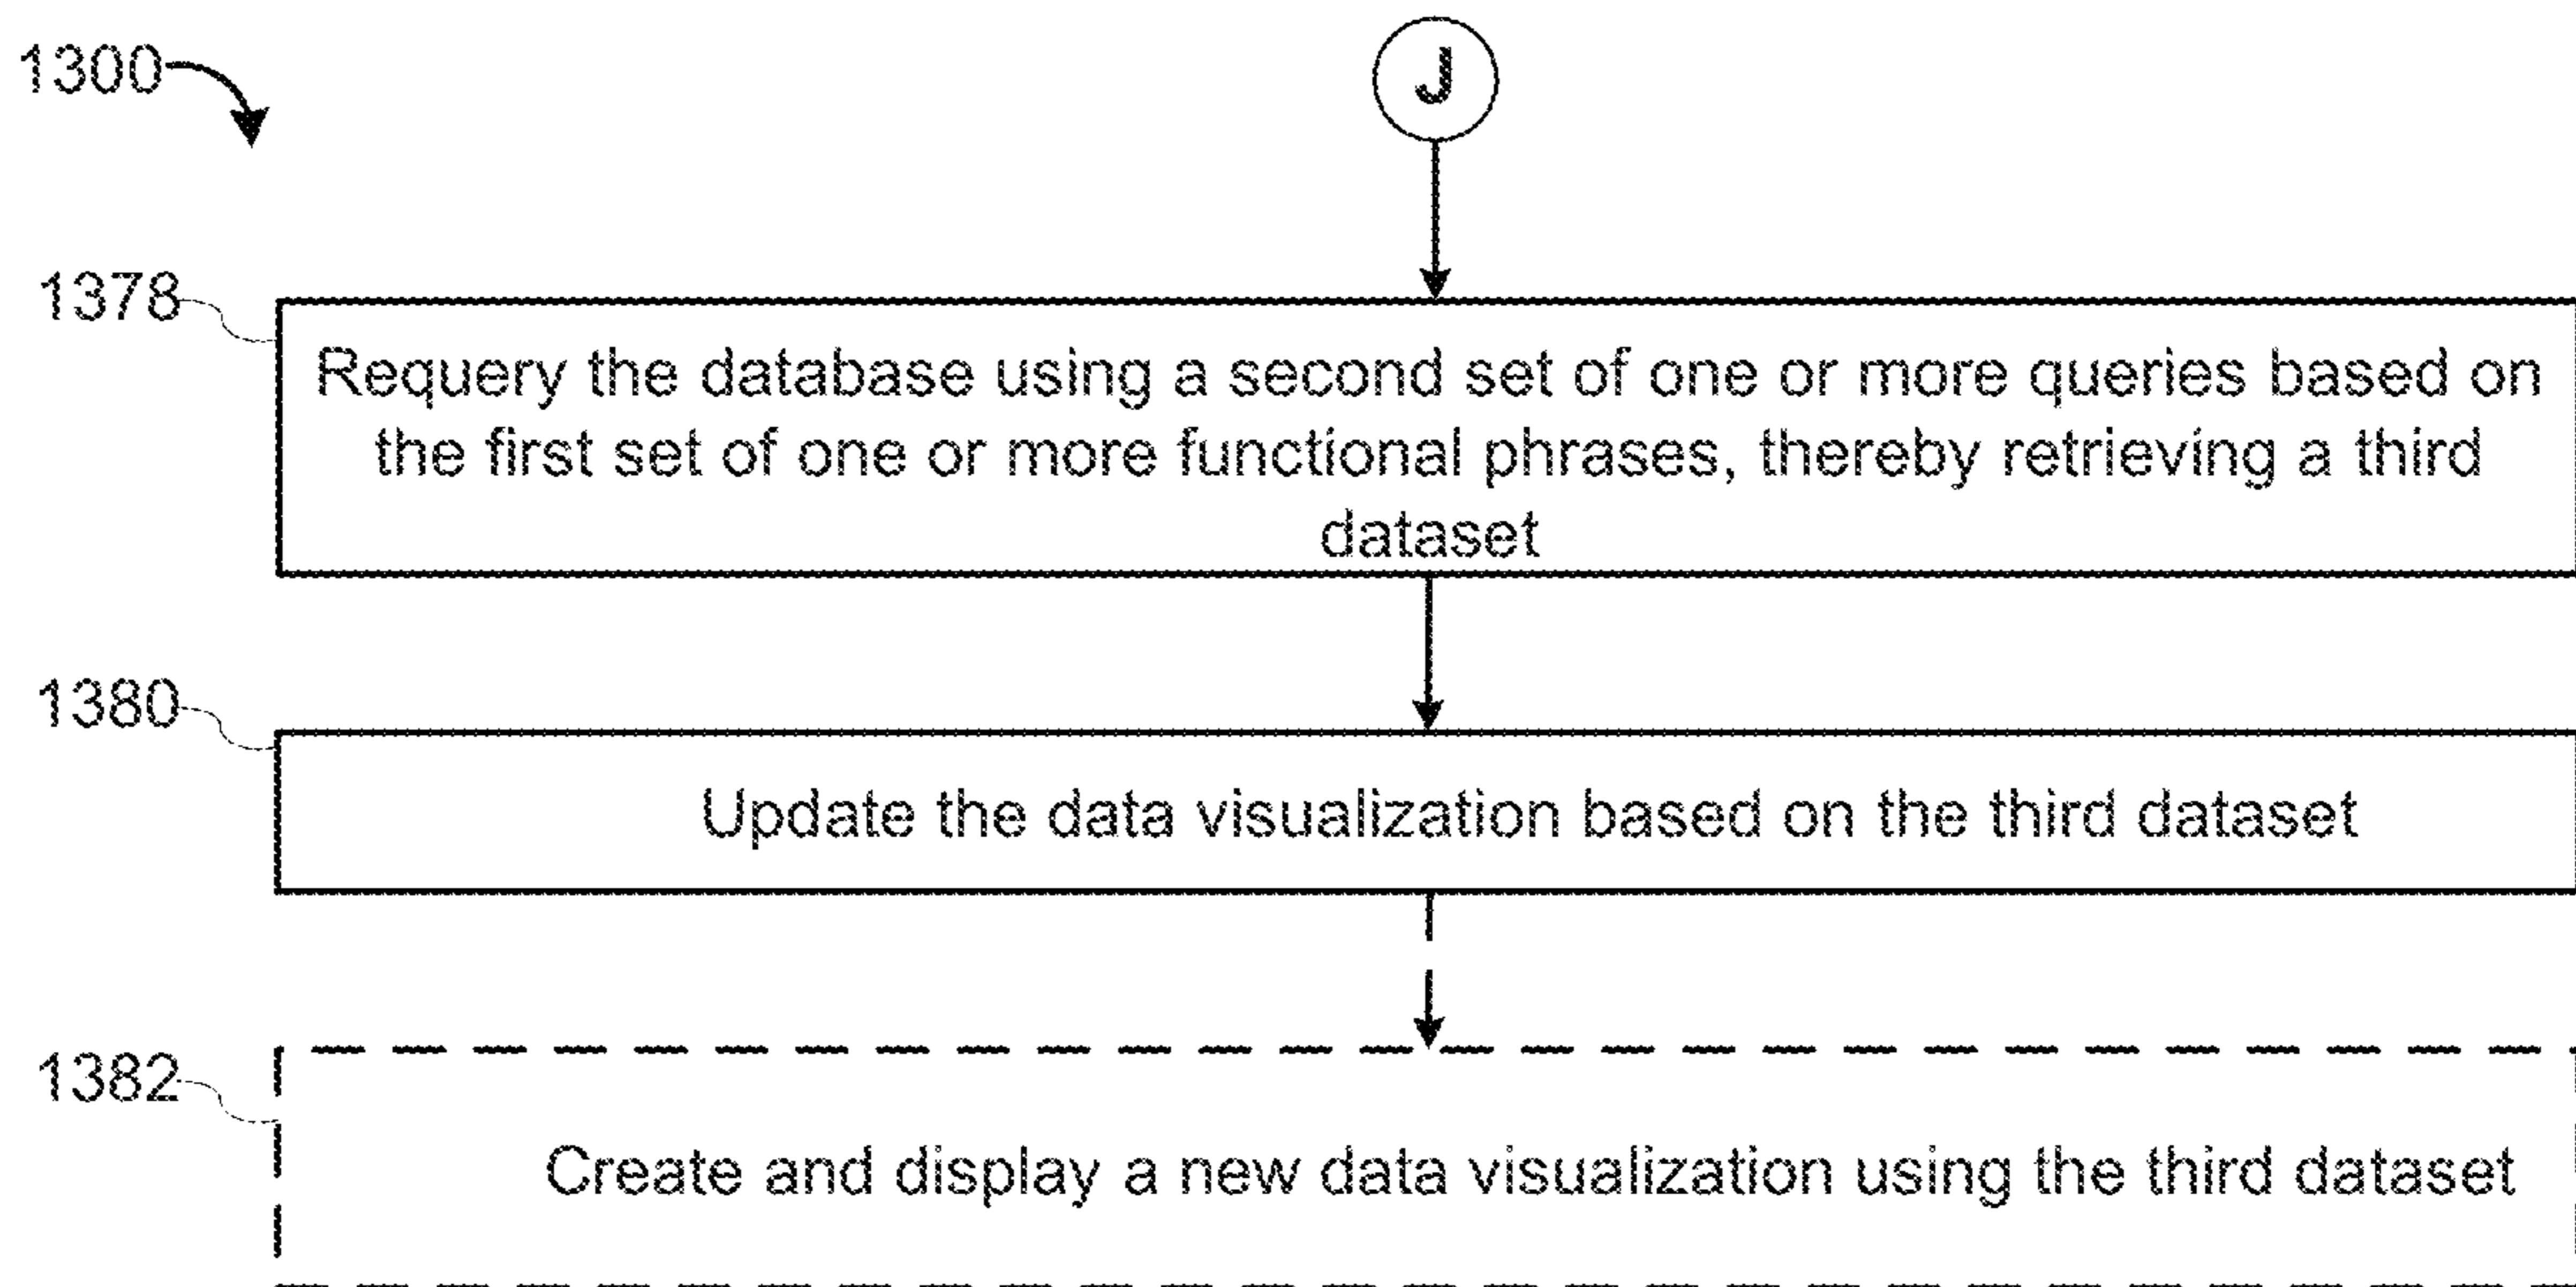 1300
J
1378
Requery the database using a second set of one or more queries based on
the first set of one or more functional phrases, thereby retrieving a third
dataset
1380
Update the data visualization based on the third dataset
1382
Create and display a new data visualization using the third dataset